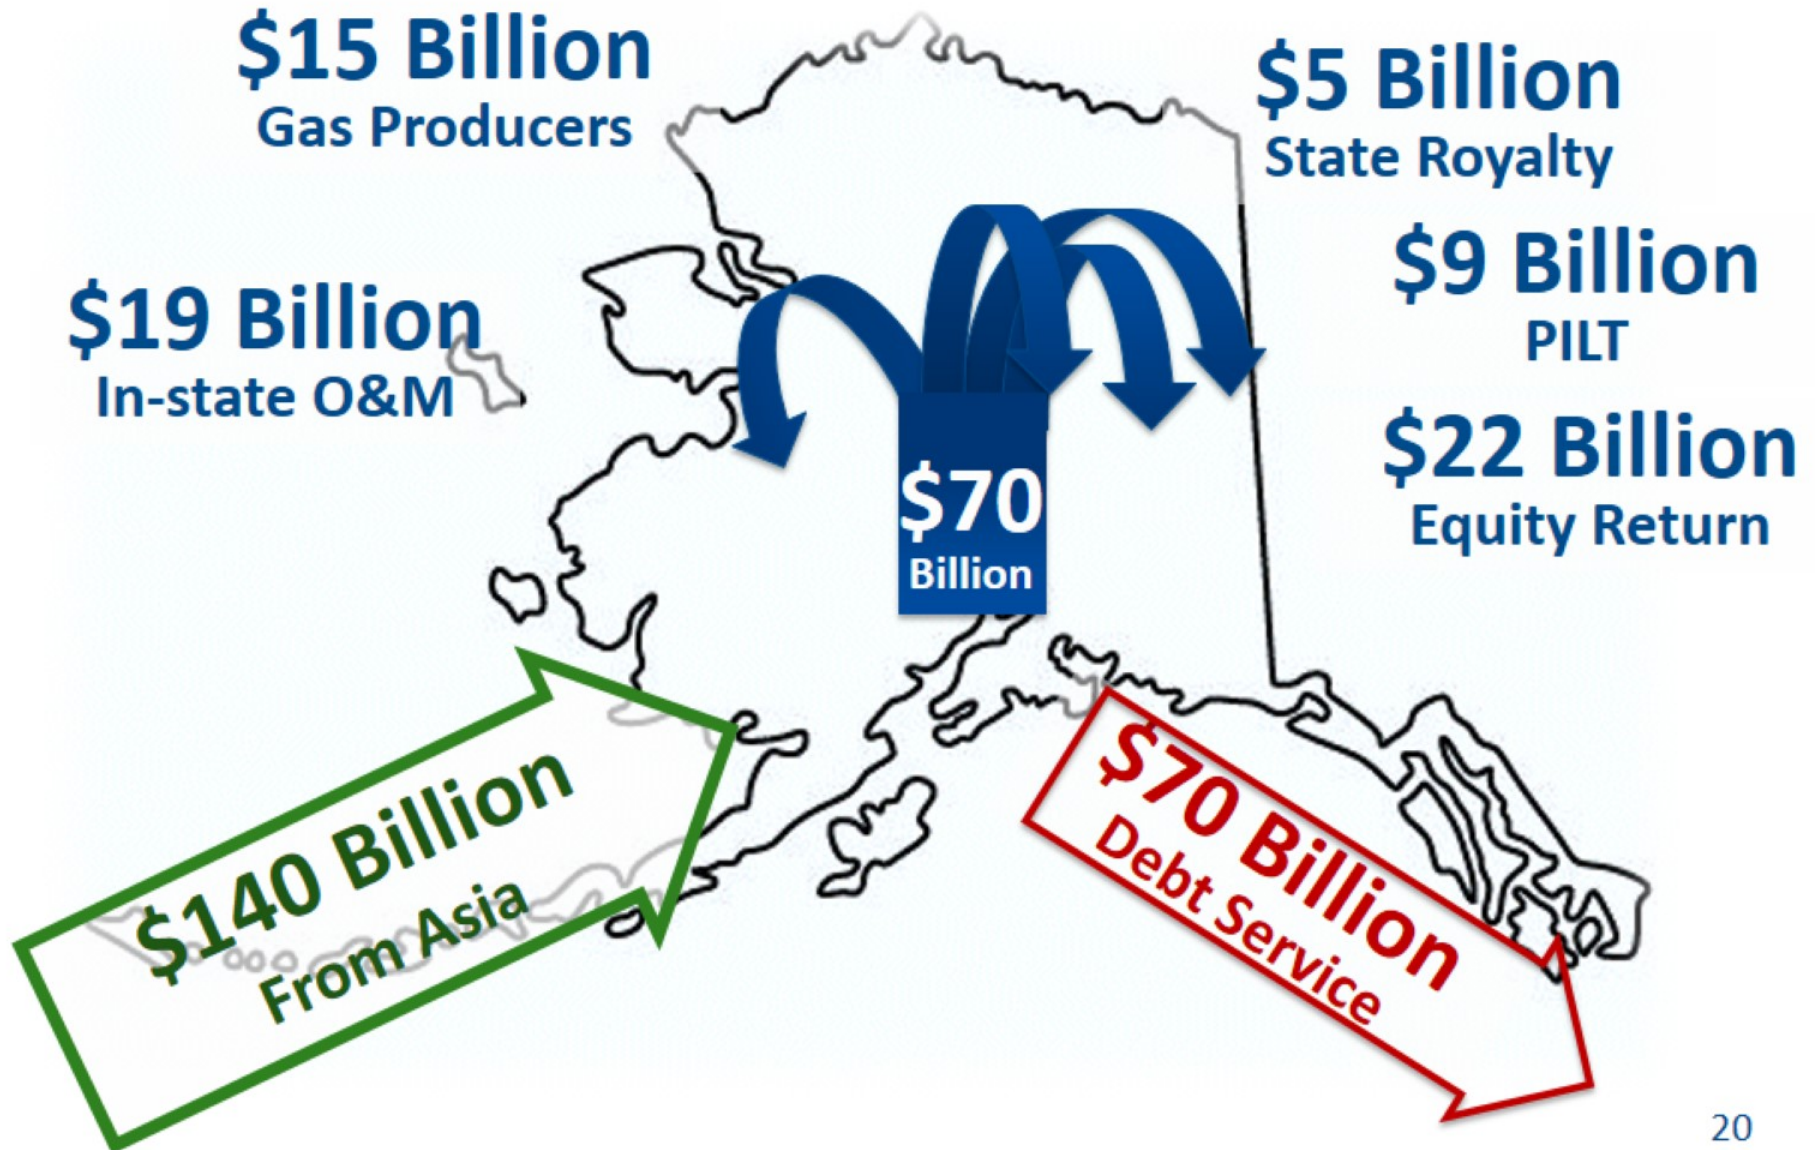 $15 Billion
Gas Producers
$5 Billion
State Royalty
$19 Billion
In-state O&M
$9 Billion
PILT
$22 Billion
Equity Return
$70
Billion
$140 Billion
From Asia
$70 Billion
Debt Service
20